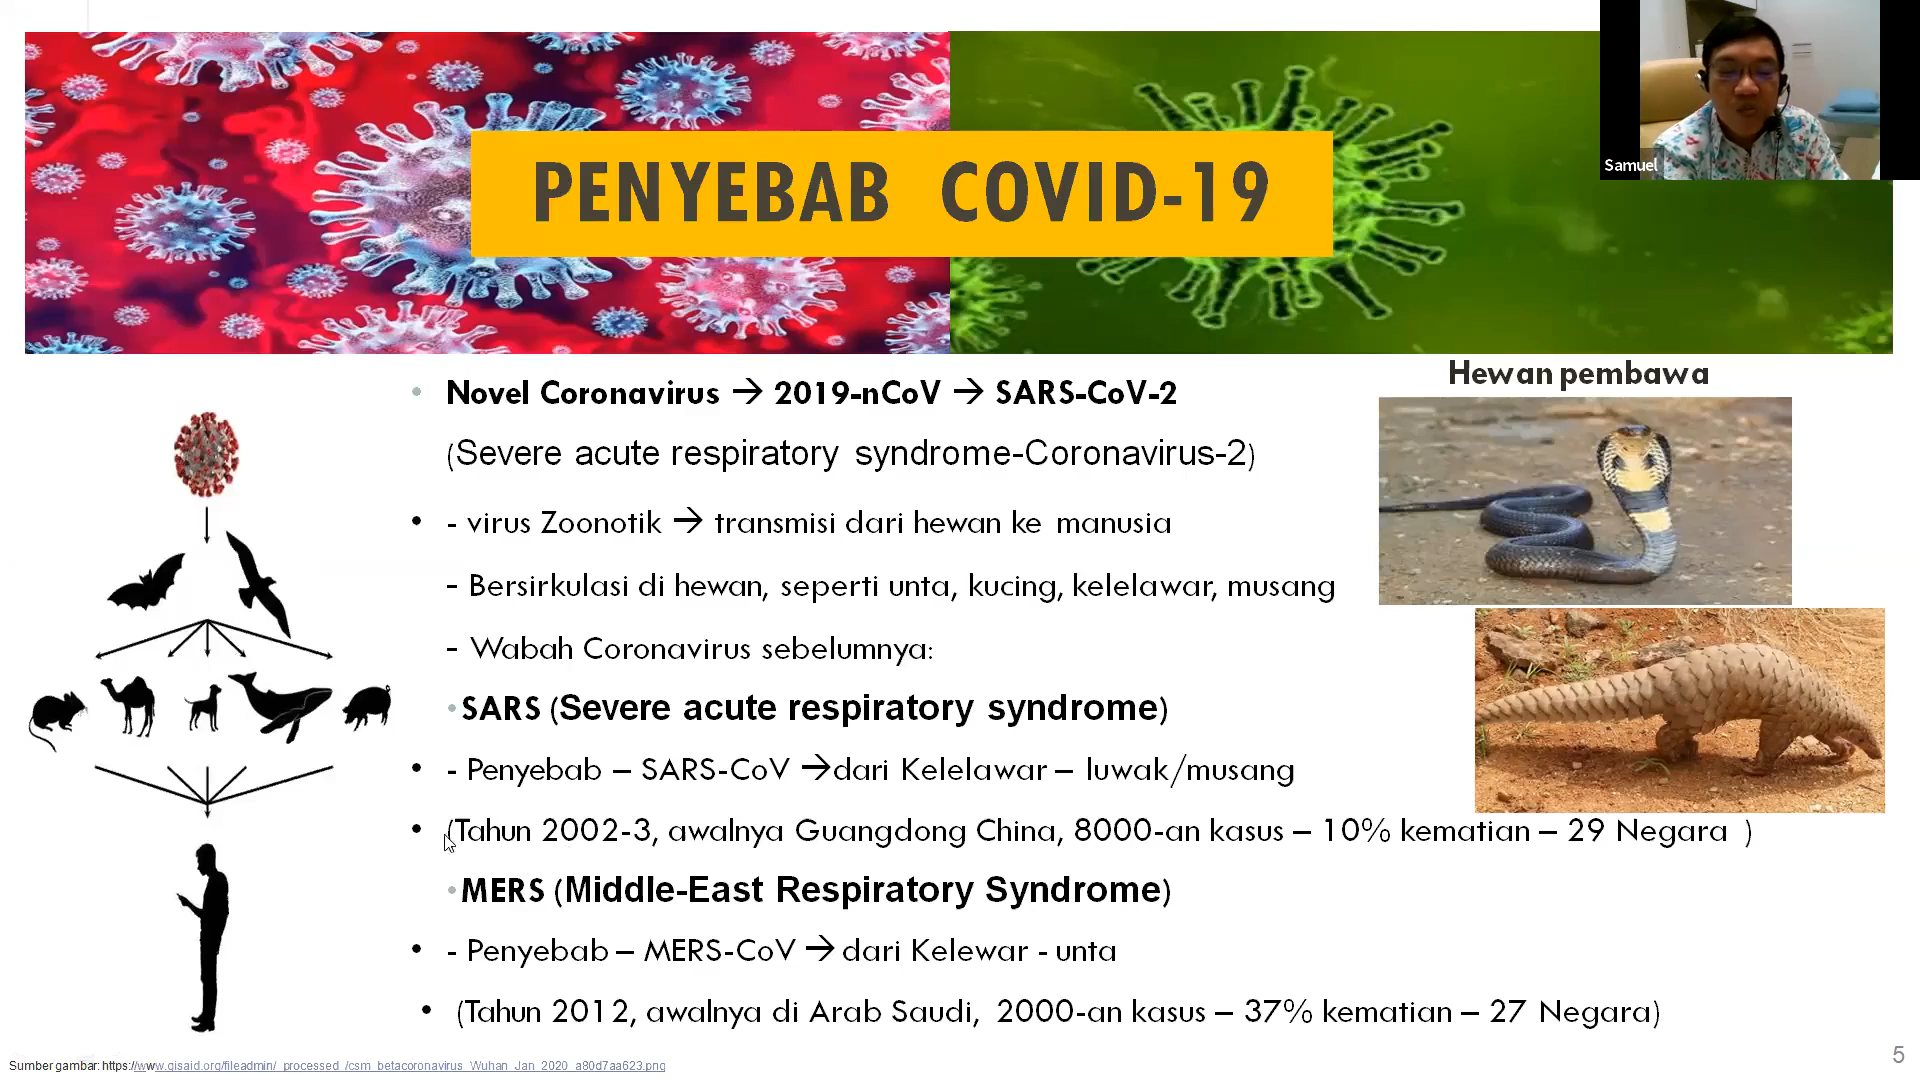 PENYEBAB COVID-19
Samuel
Hewan pembawa
• Novel Coronavirus → 2019-nCoV → SARS-CoV-2
(Severe acute respiratory syndrome-Coronavirus-2)
• - virus Zoonotik → transmisi dari hewan ke manusia
- Bersirkulasi di hewan, seperti unta, kucing, kelelawar, musang
- Wabah Coronavirus sebelumnya:
•SARS (Severe acute respiratory syndrome)
• - Penyebab – SARS-CoV →dari Kelelawar – luwak/musang
• (Tahun 2002-3, awalnya Guangdong China, 8000-an kasus – 10% kematian – 29 Negara )
•MERS (Middle-East Respiratory Syndrome)
• - Penyebab – MERS-CoV → dari Kelewar - unta
• (Tahun 2012, awalnya di Arab Saudi, 2000-an kasus – 37% kematian – 27 Negara)
Sumber gambar: https://www.gisaid.org/fileadmin/_processed_/csm_betacoronavirus_Wuhan_Jan_2020_a80d7aa623.png
5